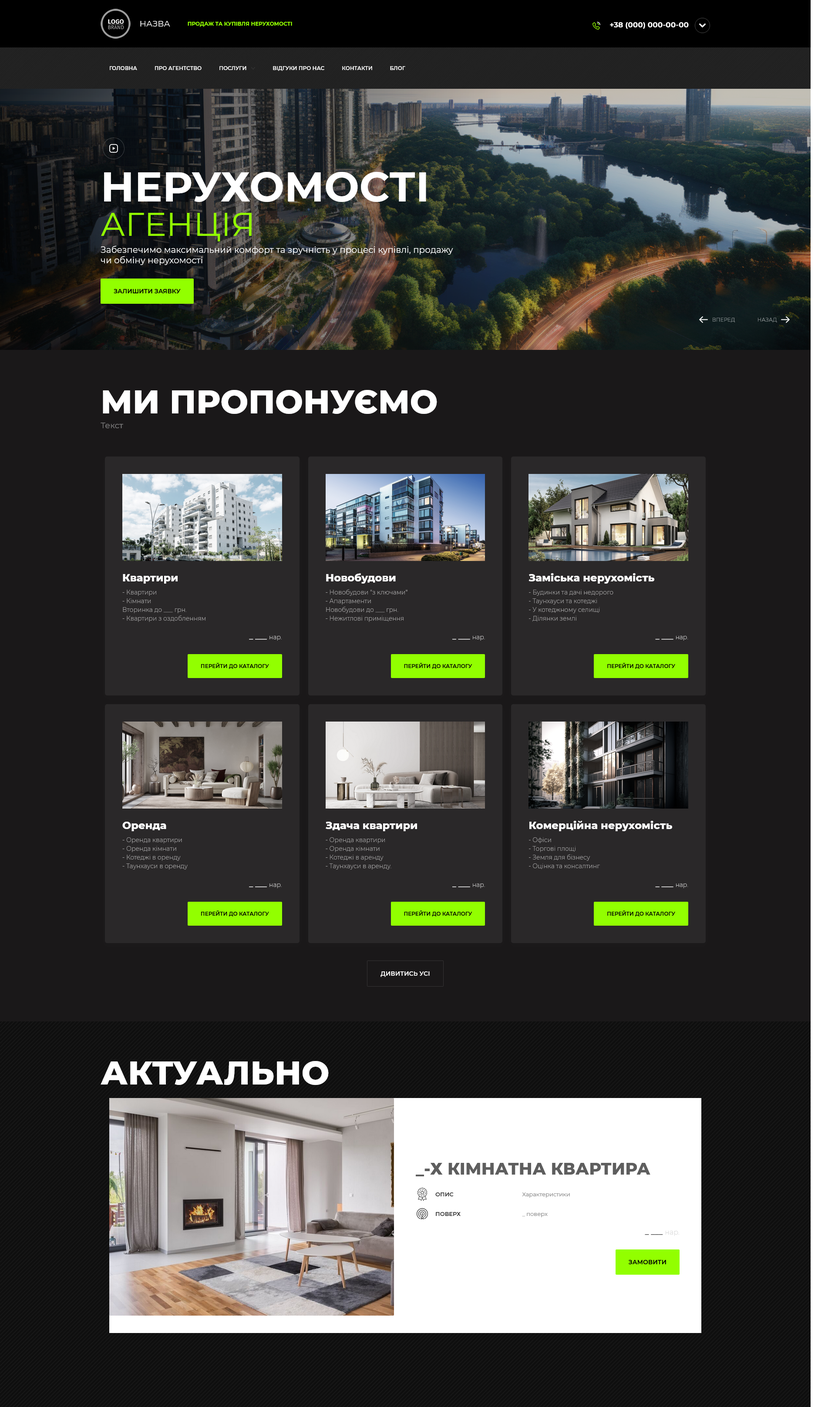 LOGO
BRAND
НАЗВА
ПРОДАЖ ТА КУПІВЛЯ НЕРУХОМОСТІ
+38 (000) 000-00-00
ГОЛОВНА
ПРО АГЕНТСТВО
ПОСЛУГИ
ВІДГУКИ ПРО НАС
КОНТАКТИ
БЛОГ
НЕРУХОМОСТІ
АГЕНЦІЯ
Забезпечимо максимальний комфорт та зручність у процесі купівлі, продажу
чи обміну нерухомості
ЗАЛИШИТИ ЗАЯВКУ
ВПЕРЕД
НАЗАД
МИ ПРОПОНУЄМО
Текст
Квартири
- Квартири
- Кімнати
Вторинка до ___ грн
- Квартири з оздобленням
_ ___ нар.
ПЕРЕЙТИ ДО КАТАЛОГУ
Новобудови
- Новобудови "з ключами"
- Апартаменти
Новобудови до ___ грн
- Нежитлові приміщення
_ ___ нар.
ПЕРЕЙТИ ДО КАТАЛОГУ
Заміська нерухомість
- Будинки та дачі недорого
- Таунхауси та котеджі
- У котеджному селищі
- Ділянки землі
_ ___ нар.
ПЕРЕЙТИ ДО КАТАЛОГУ
Оренда
- Оренда квартири
- Оренда кімнати
- Котеджі в оренду
- Таунхауси в оренду
_ ___ нар.
ПЕРЕЙТИ ДО КАТАЛОГУ
Здача квартири
- Оренда квартири
- Оренда кімнати
- Котеджі в аренду
- Таунхауси в аренду
_ ___ нар.
ПЕРЕЙТИ ДО КАТАЛОГУ
Комерційна нерухомість
- Офіси
- Торгові площі
- Земля для бізнесу
- Оцінка та консалтинг
_ ___ нар.
ПЕРЕЙТИ ДО КАТАЛОГУ
ДИВИТИСЬ УСІ
АКТУАЛЬНО
_-Х КІМНАТНА КВАРТИРА
ОПИС
Характеристики
ПОВЕРХ
_ поверх
_ ___ нар.
ЗАМОВИТИ